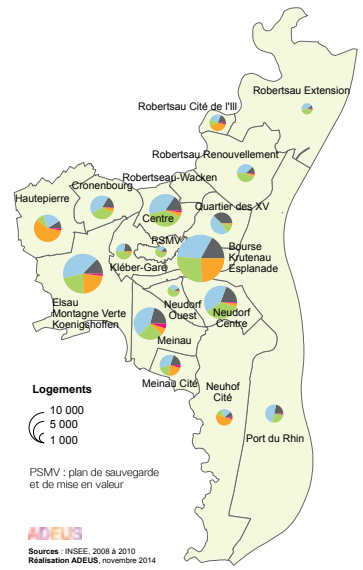 Robertsau Extension
Robertsau Cité de l'Ill
Robertsau Renouvellement
Robertseau-Wacken
Cronenbourg
Hautepierre
Centre
Quartier des XV
PSMV
Bourse
Krutenau
Esplanade
Kléber-Gare
Elsau
Montagne Verte
Koenigshoffen
Neudorf
Ouest
Neudorf
Centre
Meinau
Meinau Cité
Neuhof
Cité
Port du Rhin
Logements
10 000
5 000
1 000
PSMV : plan de sauvegarde
et de mise en valeur
ADEUS
Sources : INSEE, 2008 à 2010
Réalisation ADEUS, novembre 2014